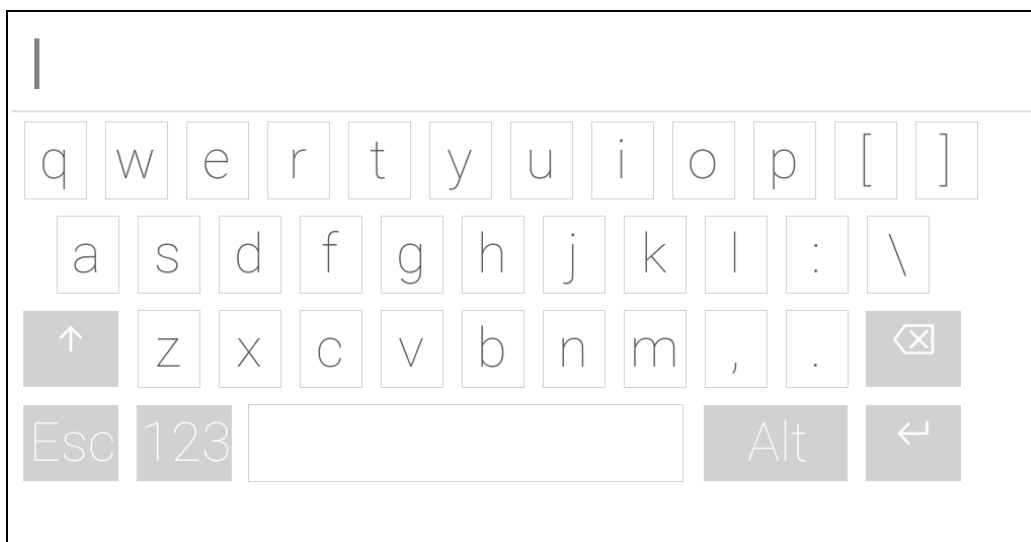 q w e r t y u i o p [ ]
a s d f g h j k l : \
↑ z x c v b n m , . ⌫
Esc 123 Alt ↵